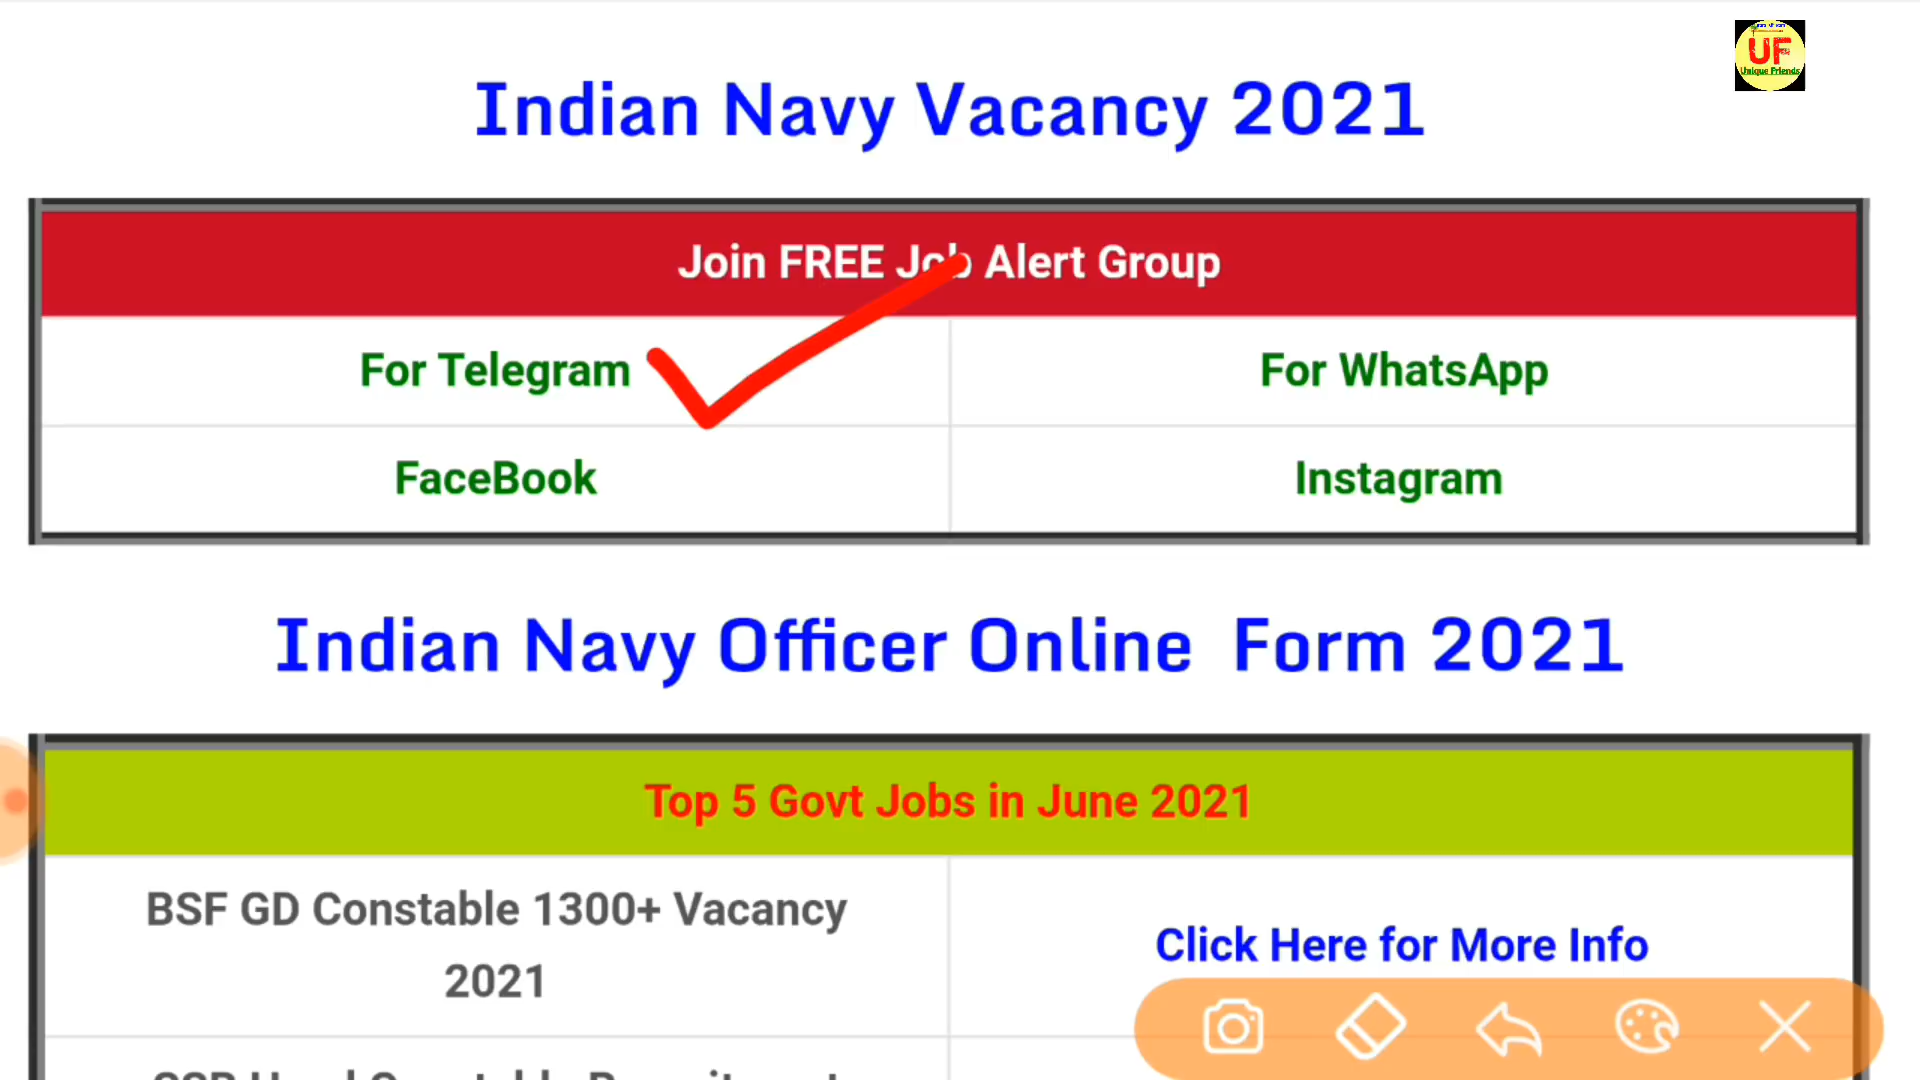 UF
Unique Friends
Indian Navy Vacancy 2021
Join FREE Job Alert Group
For Telegram
For WhatsApp
FaceBook
Instagram
Indian Navy Officer Online Form 2021
Top 5 Govt Jobs in June 2021
BSF GD Constable 1300+ Vacancy
2021
Click Here for More Info